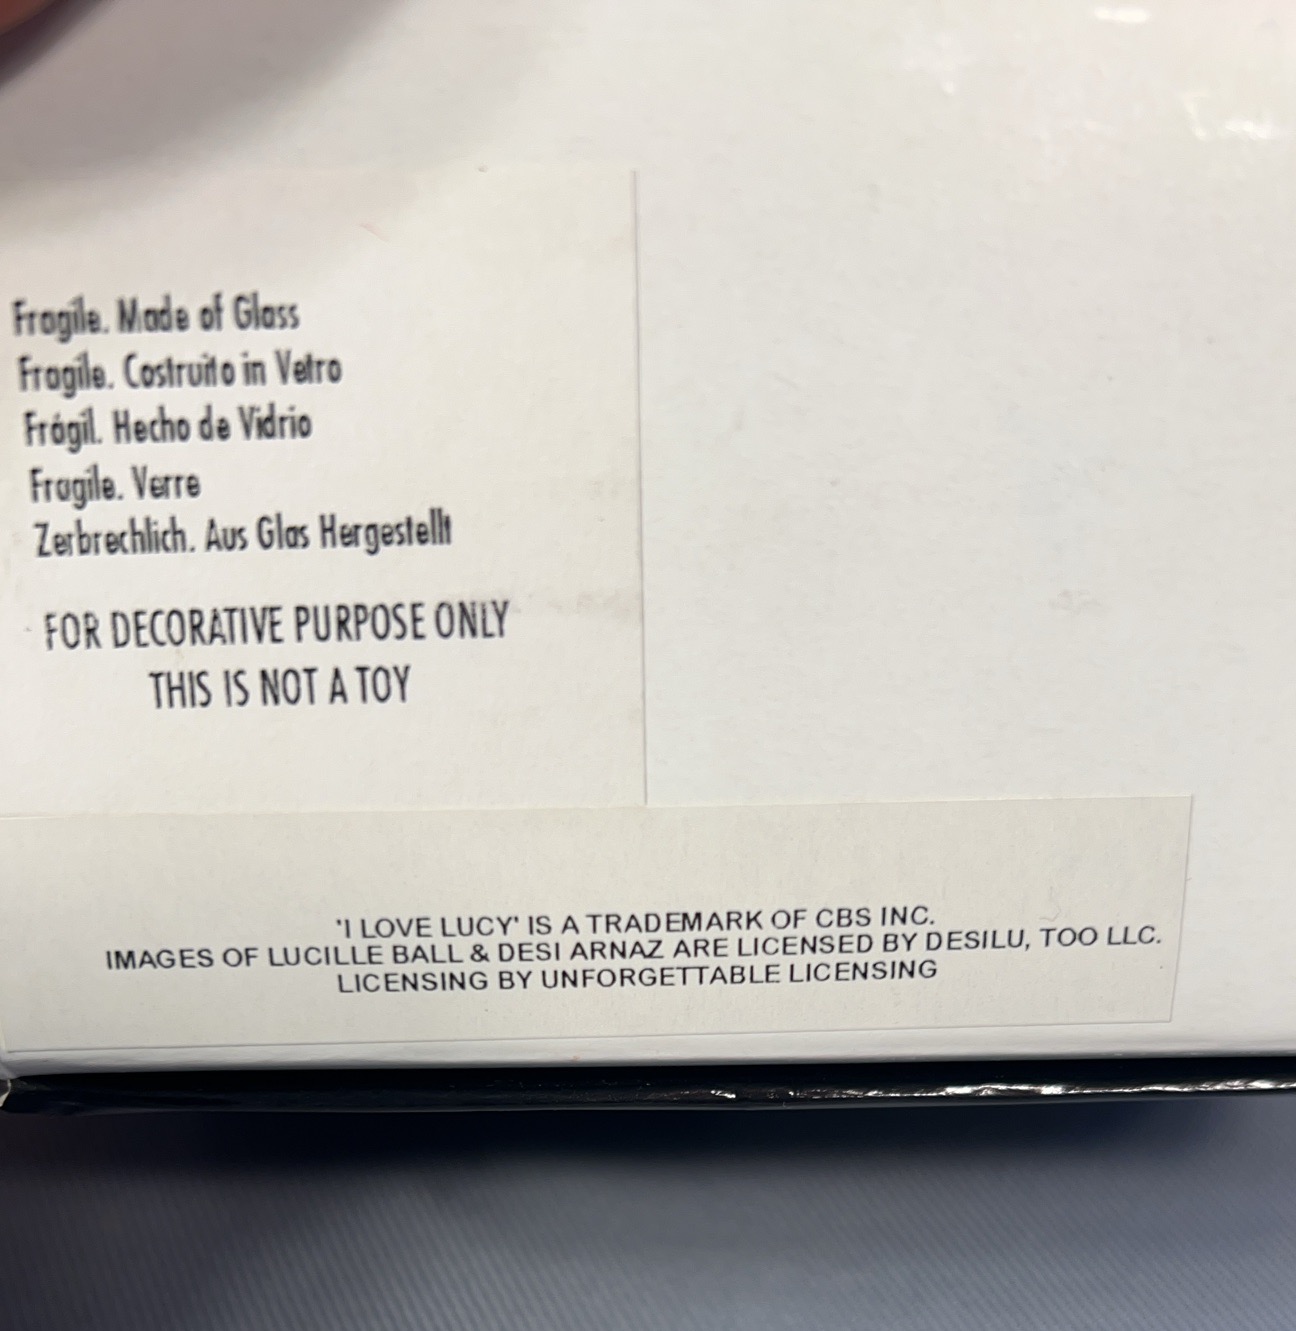 Fragile. Made of Glass
Fragile. Costruito in Vetro
Frágil. Hecho de Vidrio
Fragile. Verre
Zerbrechlich. Aus Glas Hergestellt
FOR DECORATIVE PURPOSE ONLY
THIS IS NOT A TOY
'I LOVE LUCY' IS A TRADEMARK OF CBS INC.
IMAGES OF LUCILLE BALL & DESI ARNAZ ARE LICENSED BY DESILU, TOO LLC.
LICENSING BY UNFORGETTABLE LICENSING